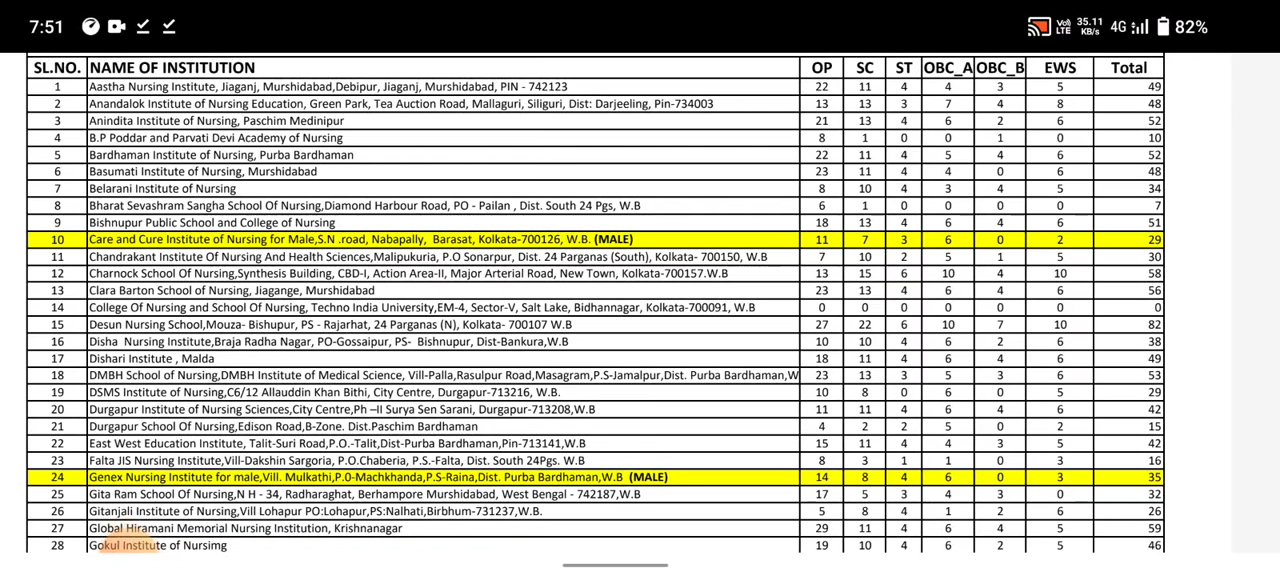 7:51 Vo) LTE 35.11 KB/s 4G 82%
SL.NO. NAME OF INSTITUTION OP SC ST OBC_A OBC_B EWS Total
1 Aastha Nursing Institute, Jiaganj, Murshidabad,Debipur, Jiaganj, Murshidabad, PIN - 742123 22 11 4 4 3 5 49
2 Anandalok Institute of Nursing Education, Green Park, Tea Auction Road, Mallaguri, Siliguri, Dist: Darjeeling, Pin-734003 13 13 3 7 4 8 48
3 Anindita Institute of Nursing, Paschim Medinipur 21 13 4 6 2 6 52
4 B.P Poddar and Parvati Devi Academy of Nursing 8 1 0 0 1 0 10
5 Bardhaman Institute of Nursing, Purba Bardhaman 22 11 4 5 4 6 52
6 Basumati Institute of Nursing, Murshidabad 23 11 4 4 0 6 48
7 Belarani Institute of Nursing 8 10 4 3 4 5 34
8 Bharat Sevashram Sangha School Of Nursing,Diamond Harbour Road, PO - Pailan , Dist. South 24 Pgs, W.B 6 1 0 0 0 0 7
9 Bishnupur Public School and College of Nursing 18 13 4 6 4 6 51
10 Care and Cure Institute of Nursing for Male,S.N .road, Nabapally, Barasat, Kolkata-700126, W.B. (MALE) 11 7 3 6 0 2 29
11 Chandrakant Institute Of Nursing And Health Sciences,Malipukuria, P.O Sonarpur, Dist. 24 Parganas (South), Kolkata- 700150, W.B 7 10 2 5 1 5 30
12 Charnock School Of Nursing,Synthesis Building, CBD-I, Action Area-II, Major Arterial Road, New Town, Kolkata-700157.W.B 13 15 6 10 4 10 58
13 Clara Barton School of Nursing, Jiagange, Murshidabad 23 13 4 6 4 6 56
14 College Of Nursing and School Of Nursing, Techno India University,EM-4, Sector-V, Salt Lake, Bidhannagar, Kolkata-700091, W.B 0 0 0 0 0 0 0
15 Desun Nursing School,Mouza- Bishupur, PS - Rajarhat, 24 Parganas (N), Kolkata- 700107 W.B 27 22 6 10 7 10 82
16 Disha Nursing Institute,Braja Radha Nagar, PO-Gossaipur, PS- Bishnupur, Dist-Bankura,W.B 10 10 4 6 2 6 38
17 Dishari Institute , Malda 18 11 4 6 4 6 49
18 DMBH School of Nursing,DMBH Institute of Medical Science, Vill-Palla,Rasulpur Road,Masagram,P.S-Jamalpur,Dist. Purba Bardhaman,W 23 13 3 5 3 6 53
19 DSMS Institute of Nursing,C6/12 Allauddin Khan Bithi, City Centre, Durgapur-713216, W.B. 10 8 0 6 0 5 29
20 Durgapur Institute of Nursing Sciences,City Centre,Ph –II Surya Sen Sarani, Durgapur-713208,W.B 11 11 4 6 4 6 42
21 Durgapur School Of Nursing,Edison Road,B-Zone. Dist.Paschim Bardhaman 4 2 2 5 0 2 15
22 East West Education Institute, Talit-Suri Road,P.O.-Talit,Dist-Purba Bardhaman,Pin-713141,W.B 15 11 4 4 3 5 42
23 Falta JIS Nursing Institute,Vill-Dakshin Sargoria, P.O.Chaberia, P.S.-Falta, Dist. South 24Pgs. W.B 8 3 1 1 0 3 16
24 Genex Nursing Institute for male,Vill. Mulkathi,P.0-Machkhanda,P.S-Raina,Dist. Purba Bardhaman,W.B (MALE) 14 8 4 6 0 3 35
25 Gita Ram School Of Nursing,N H - 34, Radharaghat, Berhampore Murshidabad, West Bengal - 742187,W.B 17 5 3 4 3 0 32
26 Gitanjali Institute of Nursing,Vill Lohapur PO:Lohapur,PS:Nalhati,Birbhum-731237,W.B. 5 8 4 1 2 6 26
27 Global Hiramani Memorial Nursing Institution, Krishnanagar 29 11 4 6 4 5 59
28 Gokul Institute of Nursimg 19 10 4 6 2 5 46